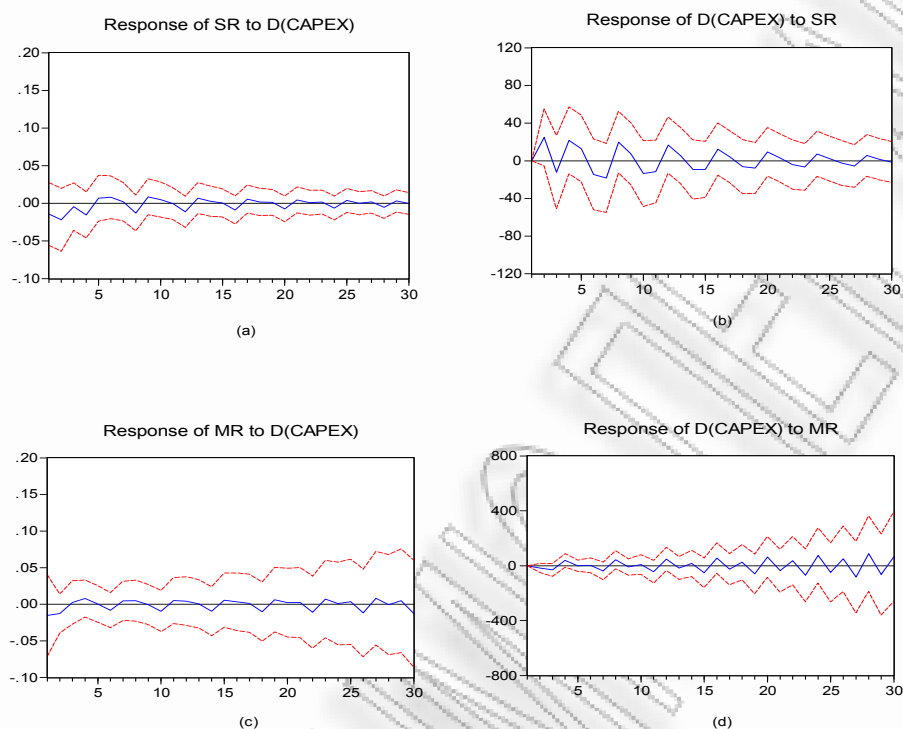 Response of SR to D(CAPEX)
.20
.15
.10
.05
.00
-.05
-.10
5 10 15 20 25 30
(a)
Response of D(CAPEX) to SR
120
80
40
0
-40
-80
-120
5 10 15 20 25 30
(b)
Response of MR to D(CAPEX)
.20
.15
.10
.05
.00
-.05
-.10
5 10 15 20 25 30
(c)
Response of D(CAPEX) to MR
800
400
0
-400
-800
5 10 15 20 25 30
(d)